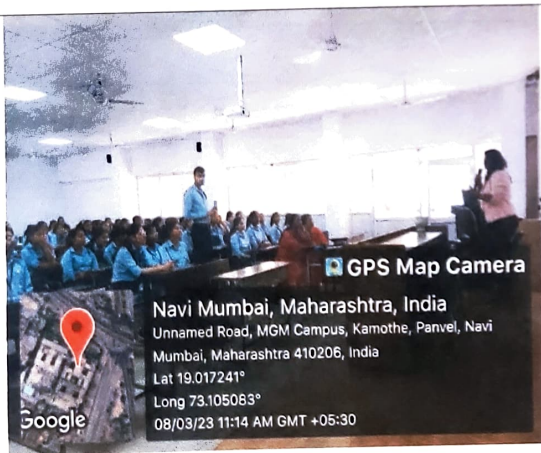 GPS Map Camera
Navi Mumbai, Maharashtra, India
Unnamed Road, MGM Campus, Kamothe, Panvel, Navi
Mumbai, Maharashtra 410206, India
Lat 19.017241°
Long 73.105083°
08/03/23 11:14 AM GMT +05:30
Google